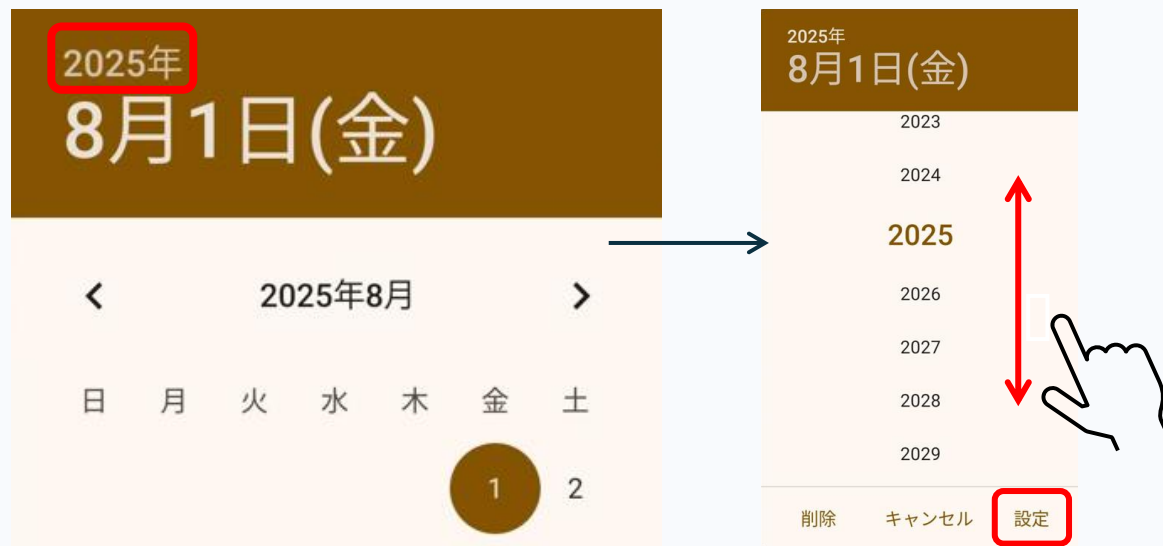 2025年
8月1日(金)
2025年8月
日 月 火 水 木 金 土
1 2
2025年
8月1日(金)
2023
2024
2025
2026
2027
2028
2029
削除 キャンセル 設定